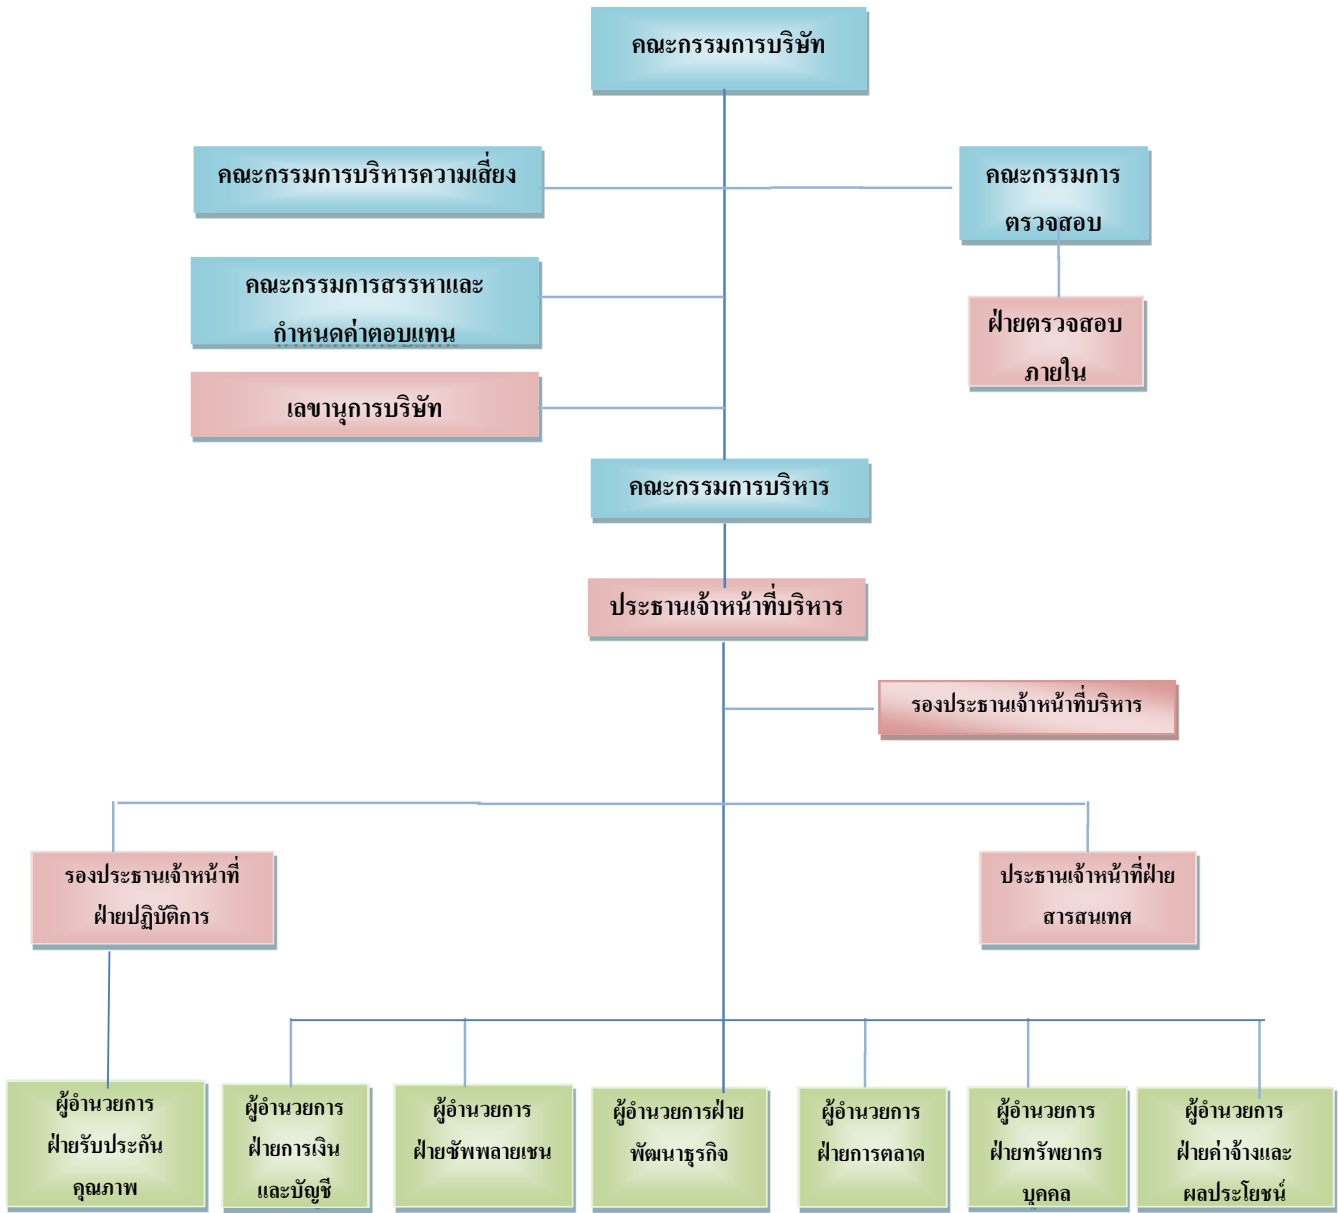 คณะกรรมการบริษัท
คณะกรรมการบริหารความเสี่ยง
คณะกรรมการ
ตรวจสอบ
คณะกรรมการสรรหาและ
กำหนดค่าตอบแทน
ฝ่ายตรวจสอบ
ภายใน
เลขานุการบริษัท
คณะกรรมการบริหาร
ประธานเจ้าหน้าที่บริหาร
รองประธานเจ้าหน้าที่บริหาร
รองประธานเจ้าหน้าที่
ฝ่ายปฏิบัติการ
ประธานเจ้าหน้าที่ฝ่าย
สารสนเทศ
ผู้อำนวยการ
ฝ่ายรับประกัน
คุณภาพ
ผู้อำนวยการ
ฝ่ายการเงิน
และบัญชี
ผู้อำนวยการ
ฝ่ายซัพพลายเชน
ผู้อำนวยการฝ่าย
พัฒนาธุรกิจ
ผู้อำนวยการ
ฝ่ายการตลาด
ผู้อำนวยการ
ฝ่ายทรัพยากร
บุคคล
ผู้อำนวยการ
ฝ่ายค่าจ้างและ
ผลประโยชน์